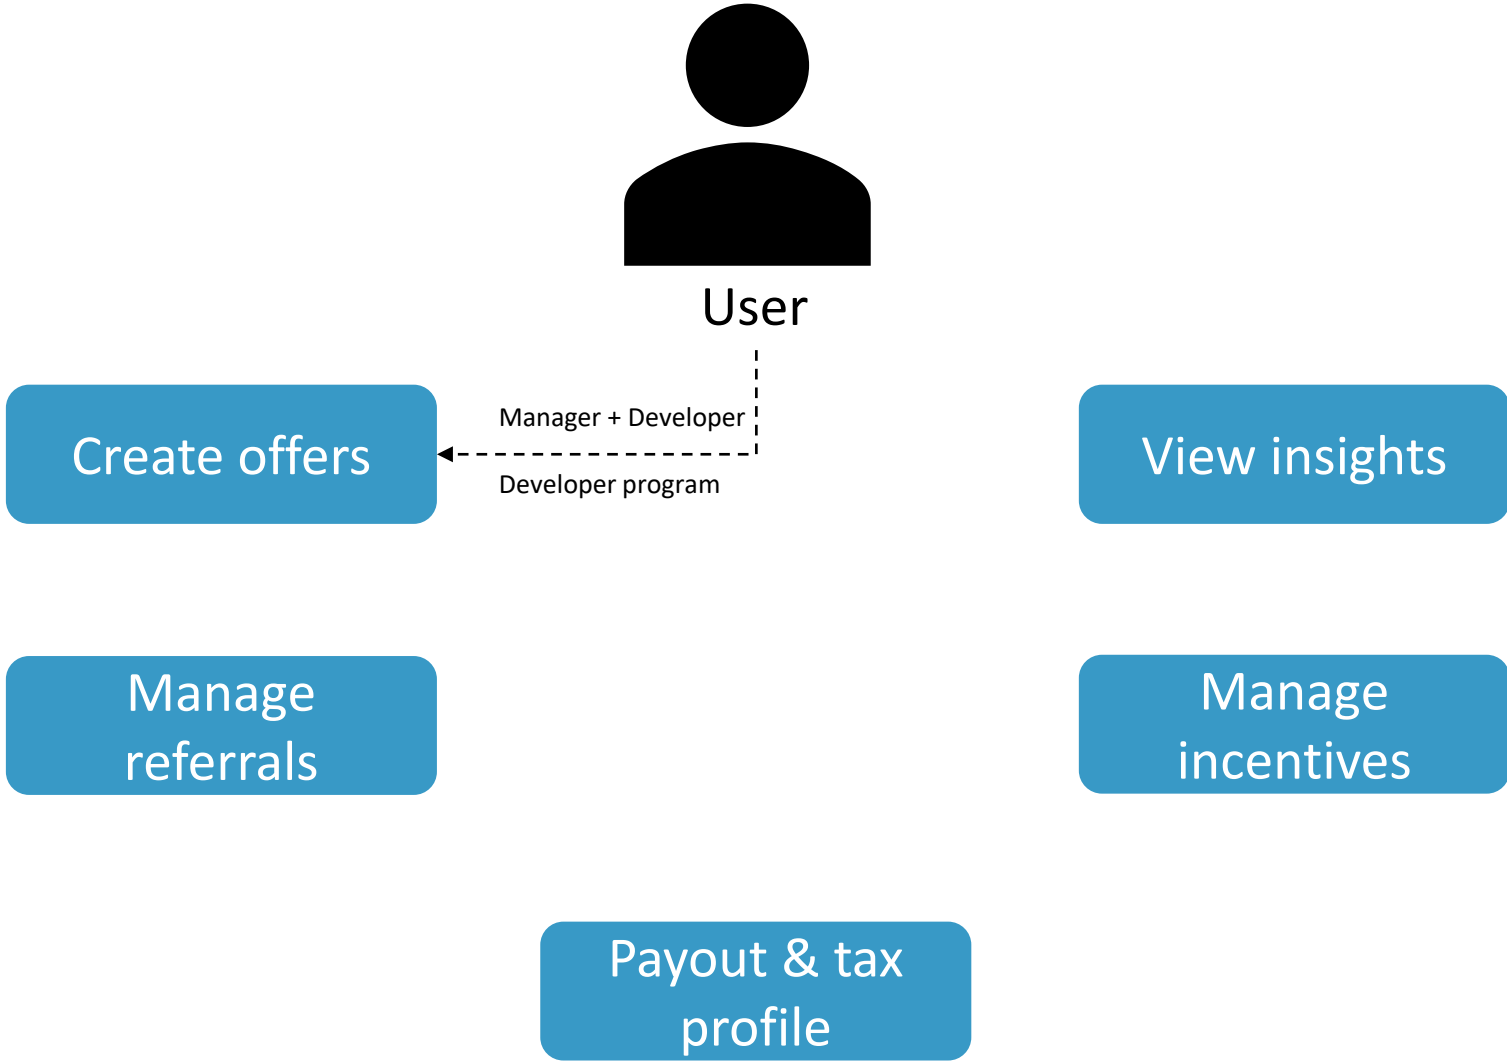 User
Create offers
Manager + Developer
Developer program
View insights
Manage
referrals
Manage
incentives
Payout & tax
profile